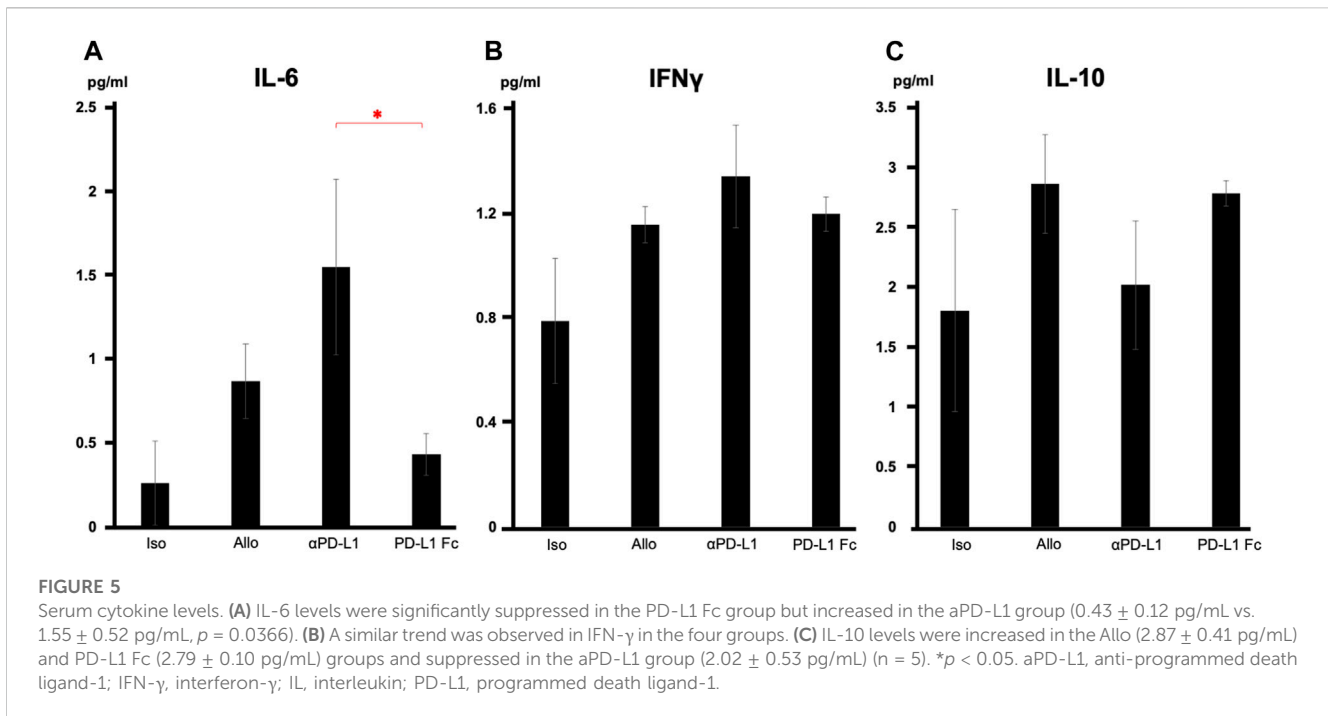 A
IL-6
pg/ml
2.5
2
1.5
1
0.5
0
*
Iso Allo αPD-L1 PD-L1 Fc
B
IFNγ
pg/ml
1.6
1.2
0.8
0.4
0
Iso Allo αPD-L1 PD-L1 Fc
C
IL-10
pg/ml
3.5
3
2.5
2
1.5
1
0.5
0
Iso Allo αPD-L1 PD-L1 Fc
FIGURE 5
Serum cytokine levels. (A) IL-6 levels were significantly suppressed in the PD-L1 Fc group but increased in the aPD-L1 group (0.43 ± 0.12 pg/mL vs.
1.55 ± 0.52 pg/mL, p = 0.0366). (B) A similar trend was observed in IFN-γ in the four groups. (C) IL-10 levels were increased in the Allo (2.87 ± 0.41 pg/mL)
and PD-L1 Fc (2.79 ± 0.10 pg/mL) groups and suppressed in the aPD-L1 group (2.02 ± 0.53 pg/mL) (n = 5). *p < 0.05. aPD-L1, anti-programmed death
ligand-1; IFN-γ, interferon-γ; IL, interleukin; PD-L1, programmed death ligand-1.